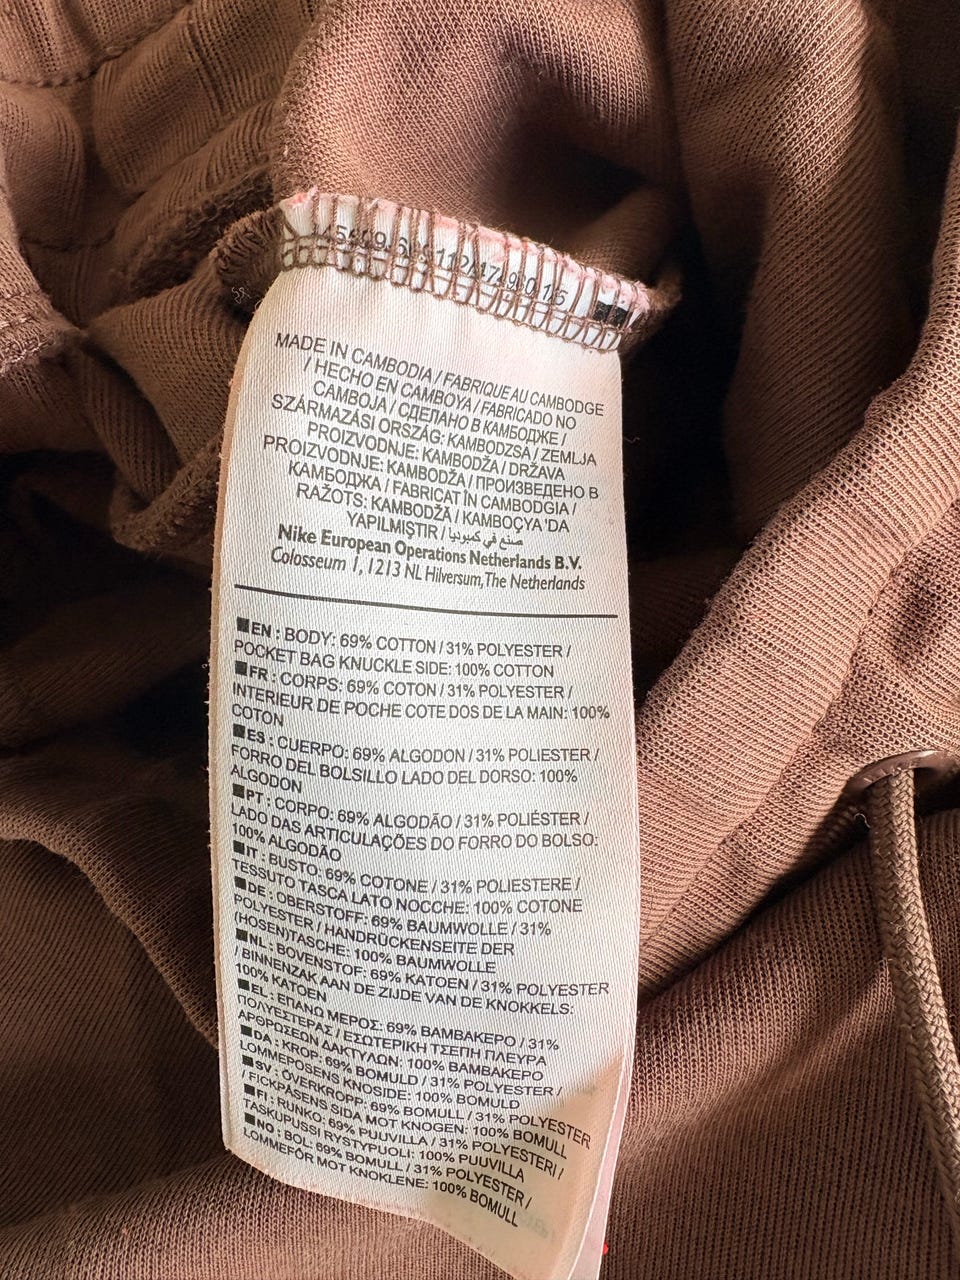 MADE IN CAMBODIA / FABRIQUE AU CAMBODGE
/ HECHO EN CAMBOYA / FABRICADO NO
CAMBOJA / СДЕЛАНО В КАМБОДЖЕ /
SZÁRMAZÁSI ORSZÁG: KAMBODZSA / ZEMLJA
PROIZVODNJE: KAMBODŽA / DRŽAVA
PROIZVODNJE: KAMBODŽA / ПРОИЗВЕДЕНО В
КАМБОДЖА / FABRICAT ÎN CAMBODGIA /
RAŽOTS: KAMBODŽĀ / KAMBOÇYA 'DA
YAPILMIŞTIR / صنع في كمبوديا
Nike European Operations Netherlands B.V.
Colosseum 1, 1213 NL Hilversum, The Netherlands
EN : BODY: 69% COTTON / 31% POLYESTER /
POCKET BAG KNUCKLE SIDE: 100% COTTON
FR : CORPS: 69% COTON / 31% POLYESTER /
INTERIEUR DE POCHE COTE DOS DE LA MAIN: 100%
COTON
ES : CUERPO: 69% ALGODON / 31% POLIESTER /
FORRO DEL BOLSILLO LADO DEL DORSO: 100%
ALGODON
PT : CORPO: 69% ALGODÃO / 31% POLIÉSTER /
LADO DAS ARTICULAÇÕES DO FORRO DO BOLSO:
100% ALGODÃO
IT : BUSTO: 69% COTONE / 31% POLIESTERE /
TESSUTO TASCA LATO NOCCHE: 100% COTONE
DE : OBERSTOFF: 69% BAUMWOLLE / 31%
POLYESTER / HANDRÜCKENSEITE DER
(HOSEN)TASCHE: 100% BAUMWOLLE
NL : BOVENSTOF: 69% KATOEN / 31% POLYESTER
/ BINNENZAK AAN DE ZIJDE VAN DE KNOKKELS:
100% KATOEN
EL : ΕΠΑΝΩ ΜΕΡΟΣ: 69% ΒΑΜΒΑΚΕΡΟ / 31%
ΠΟΛΥΕΣΤΕΡΑΣ / ΕΣΩΤΕΡΙΚΗ ΤΣΕΠΗ ΠΛΕΥΡΑ
ΑΡΘΡΩΣΕΩΝ ΔΑΚΤΥΛΩΝ: 100% ΒΑΜΒΑΚΕΡΟ
DA : KROP: 69% BOMULD / 31% POLYESTER /
LOMMEPOSENS KNOSIDE: 100% BOMULD
SV : ÖVERKROPP: 69% BOMULL / 31% POLYESTER
/ FICKPÅSENS SIDA MOT KNOGEN: 100% BOMULL
FI : RUNKO: 69% PUUVILLA / 31% POLYESTERI /
TASKUPUSSI RYSTYPUOLI: 100% PUUVILLA
NO : BOL: 69% BOMULL / 31% POLYESTER /
LOMMEFÔR MOT KNOKLENE: 100% BOMULL